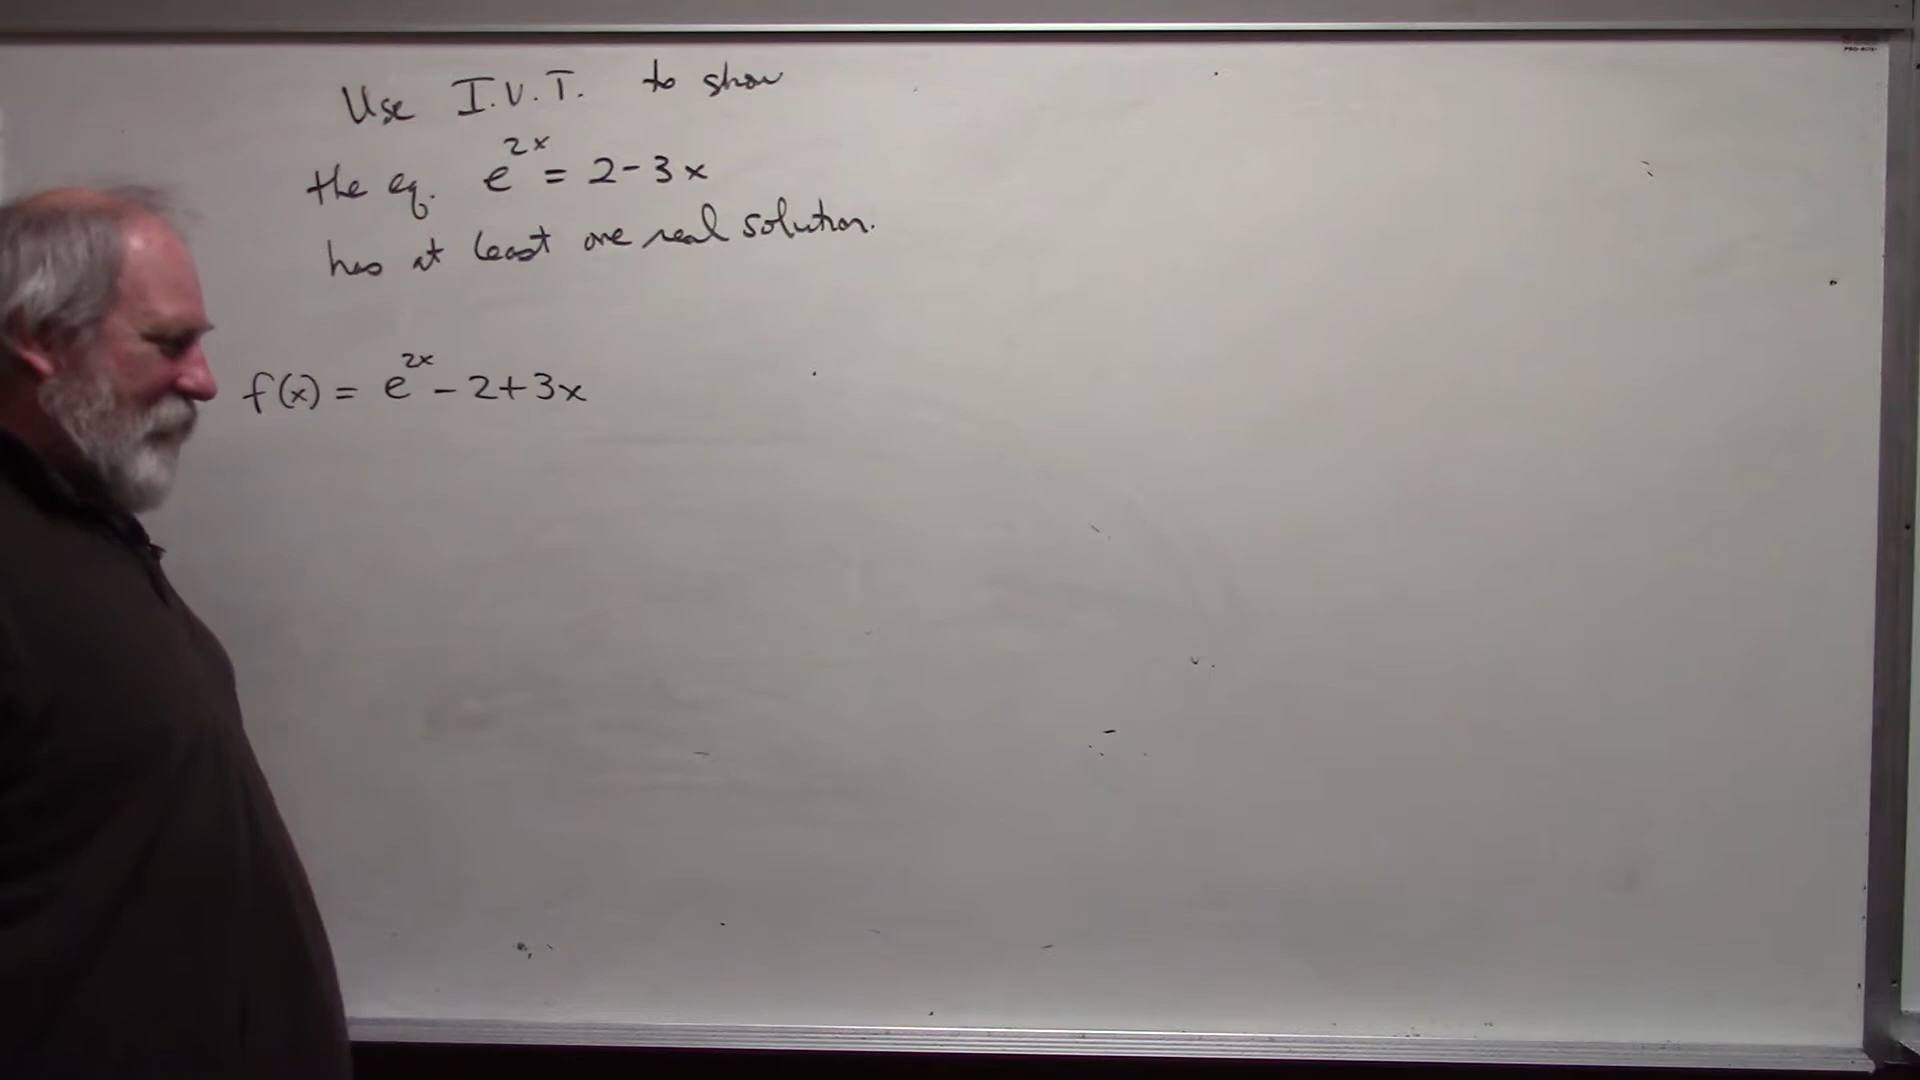 Use I.V.T. to show
the eq. e^{2x} = 2 - 3x
has at least one real solution.
f(x) = e^{2x} - 2 + 3x